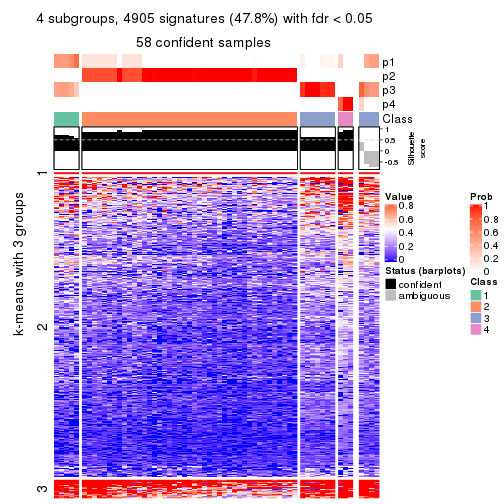 4 subgroups, 4905 signatures (47.8%) with fdr < 0.05
58 confident samples
p1
p2
p3
p4
Class
1
0.5
0
-0.5
Silhouette
score
k-means with 3 groups
1
2
3
Value
0.8
0.6
0.4
0.2
0
Status (barplots)
confident
ambiguous
Prob
1
0.8
0.6
0.4
0.2
0
Class
1
2
3
4